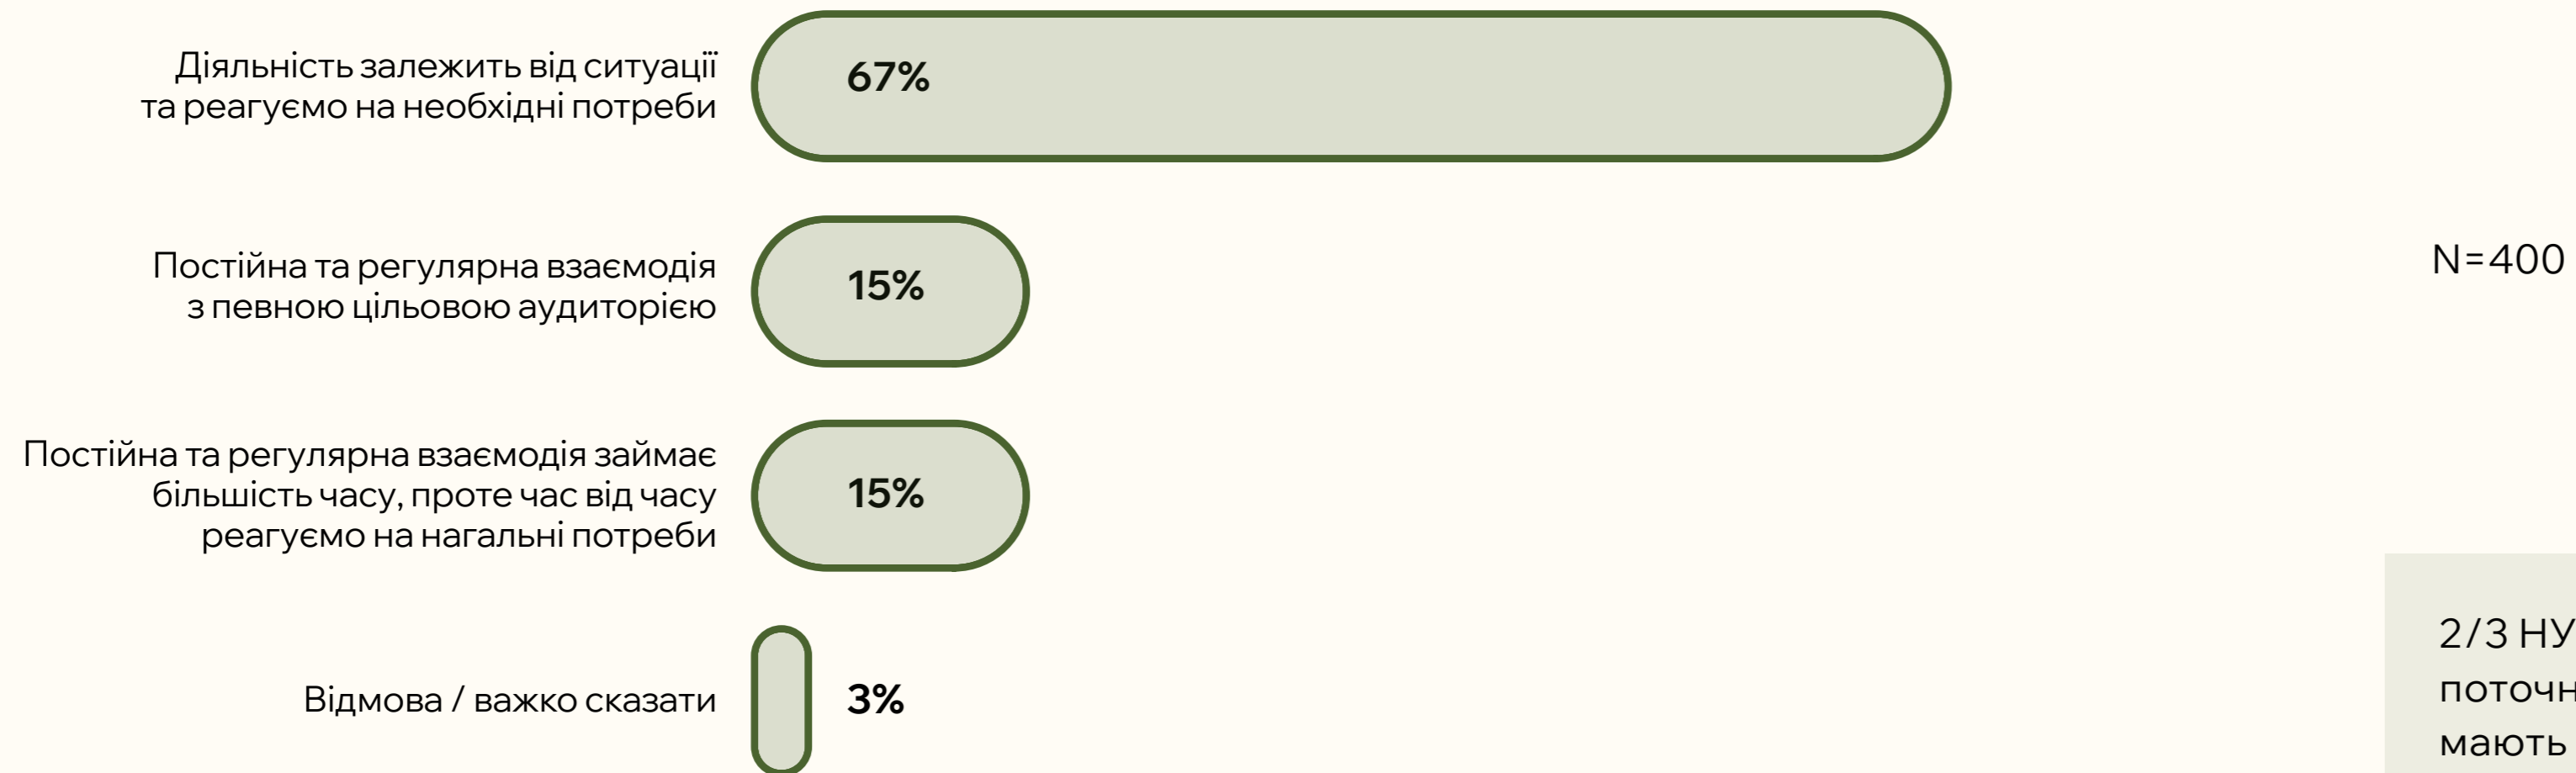 Діяльність залежить від ситуації
та реагуємо на необхідні потреби
67%
Постійна та регулярна взаємодія
з певною цільовою аудиторією
15%
N=400
Постійна та регулярна взаємодія займає
більшість часу, проте час від часу
реагуємо на нагальні потреби
15%
Відмова / важко сказати
3%
2/3 НУ
поточн
мають